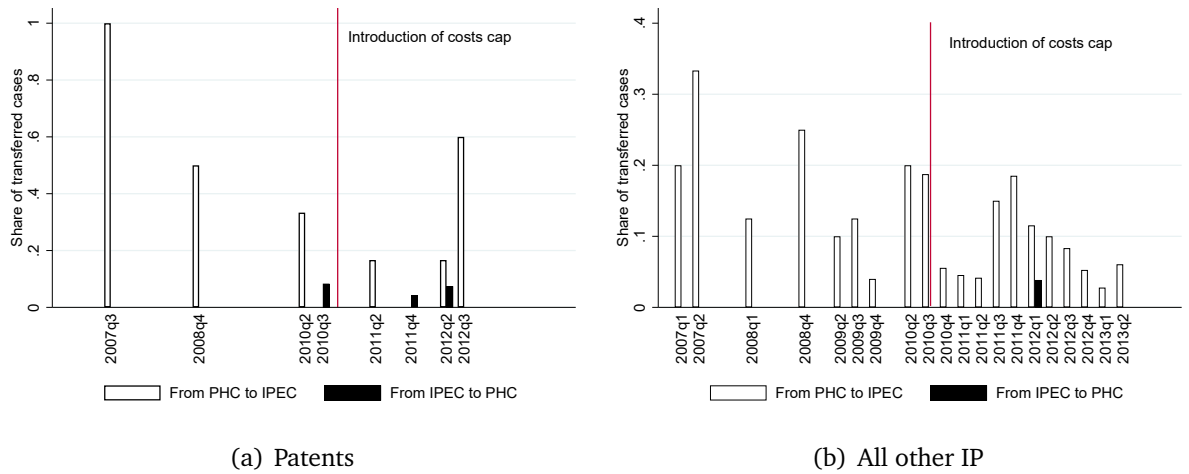 Share of transferred cases
1
.8
.6
.4
.2
0
Introduction of costs cap
2007q3
2008q4
2010q2
2010q3
2011q2
2011q4
2012q2
2012q3
From PHC to IPEC
From IPEC to PHC
(a) Patents
Share of transferred cases
.4
.3
.2
.1
0
Introduction of costs cap
2007q1
2007q2
2008q1
2008q4
2009q2
2009q3
2009q4
2010q2
2010q3
2010q4
2011q1
2011q2
2011q3
2011q4
2012q1
2012q2
2012q3
2012q4
2013q1
2013q2
From PHC to IPEC
From IPEC to PHC
(b) All other IP